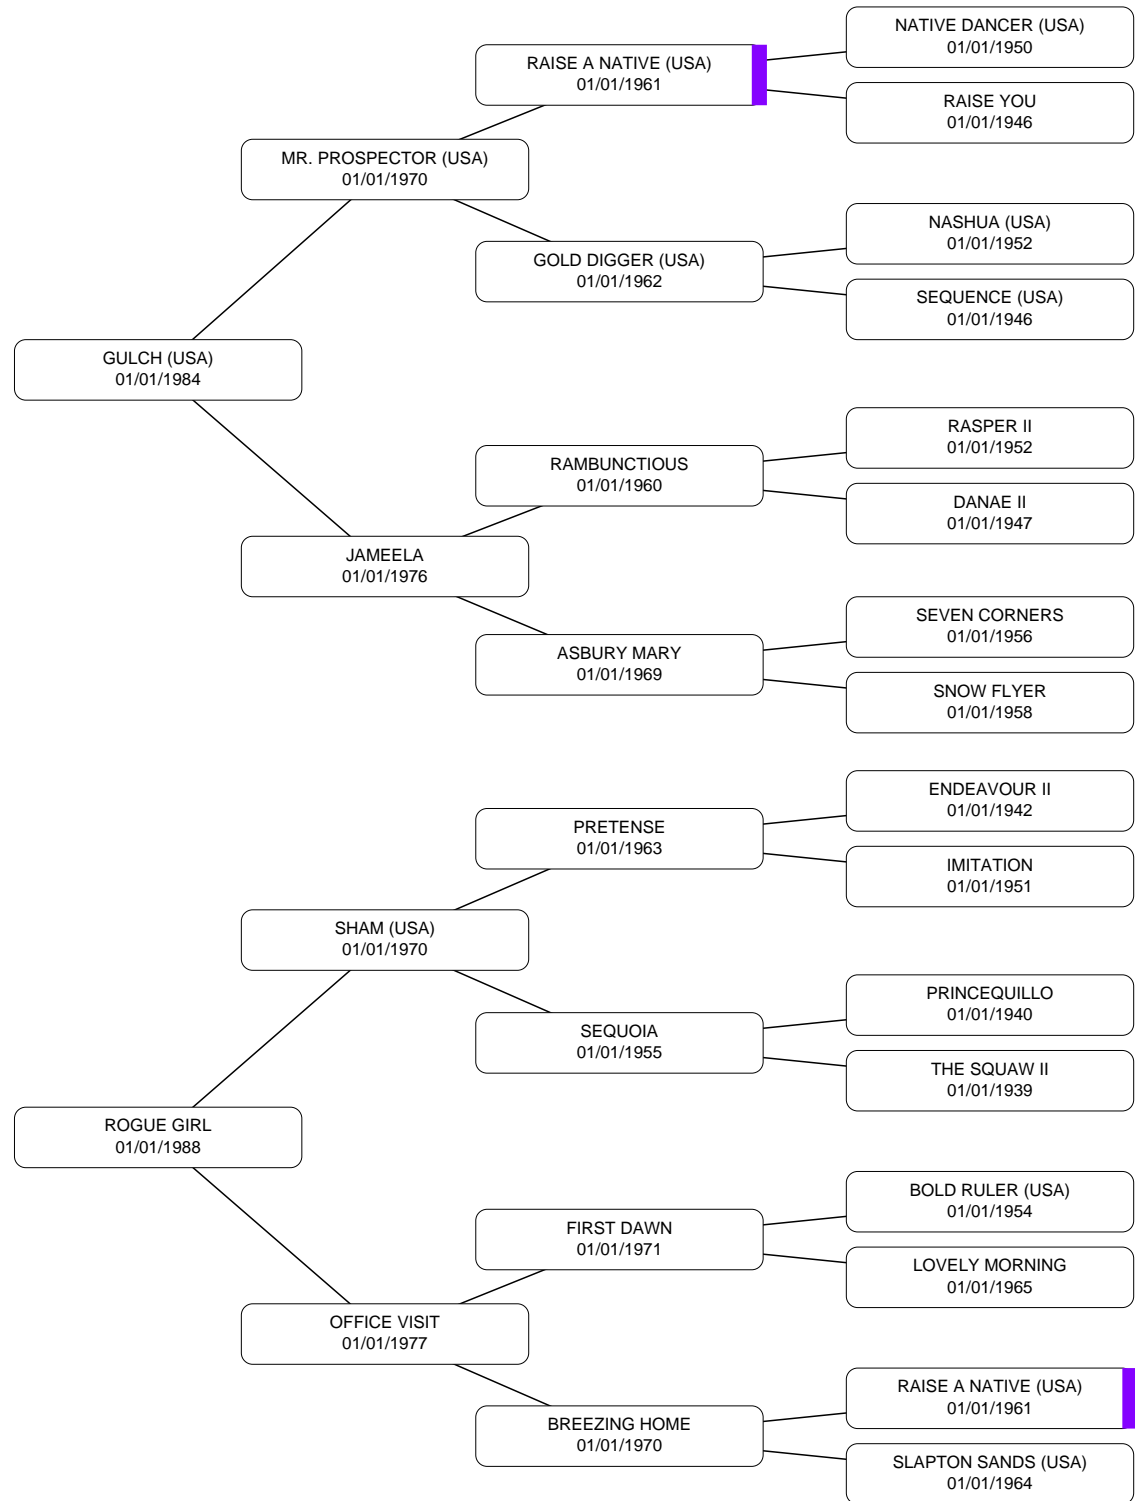 NATIVE DANCER (USA)
01/01/1950
RAISE A NATIVE (USA)
01/01/1961
RAISE YOU
01/01/1946
MR. PROSPECTOR (USA)
01/01/1970
NASHUA (USA)
01/01/1952
GOLD DIGGER (USA)
01/01/1962
SEQUENCE (USA)
01/01/1946
GULCH (USA)
01/01/1984
RASPER II
01/01/1952
RAMBUNCTIOUS
01/01/1960
DANAE II
01/01/1947
JAMEELA
01/01/1976
SEVEN CORNERS
01/01/1956
ASBURY MARY
01/01/1969
SNOW FLYER
01/01/1958
ENDEAVOUR II
01/01/1942
PRETENSE
01/01/1963
IMITATION
01/01/1951
SHAM (USA)
01/01/1970
PRINCEQUILLO
01/01/1940
SEQUOIA
01/01/1955
THE SQUAW II
01/01/1939
ROGUE GIRL
01/01/1988
BOLD RULER (USA)
01/01/1954
FIRST DAWN
01/01/1971
LOVELY MORNING
01/01/1965
OFFICE VISIT
01/01/1977
RAISE A NATIVE (USA)
01/01/1961
BREEZING HOME
01/01/1970
SLAPTON SANDS (USA)
01/01/1964